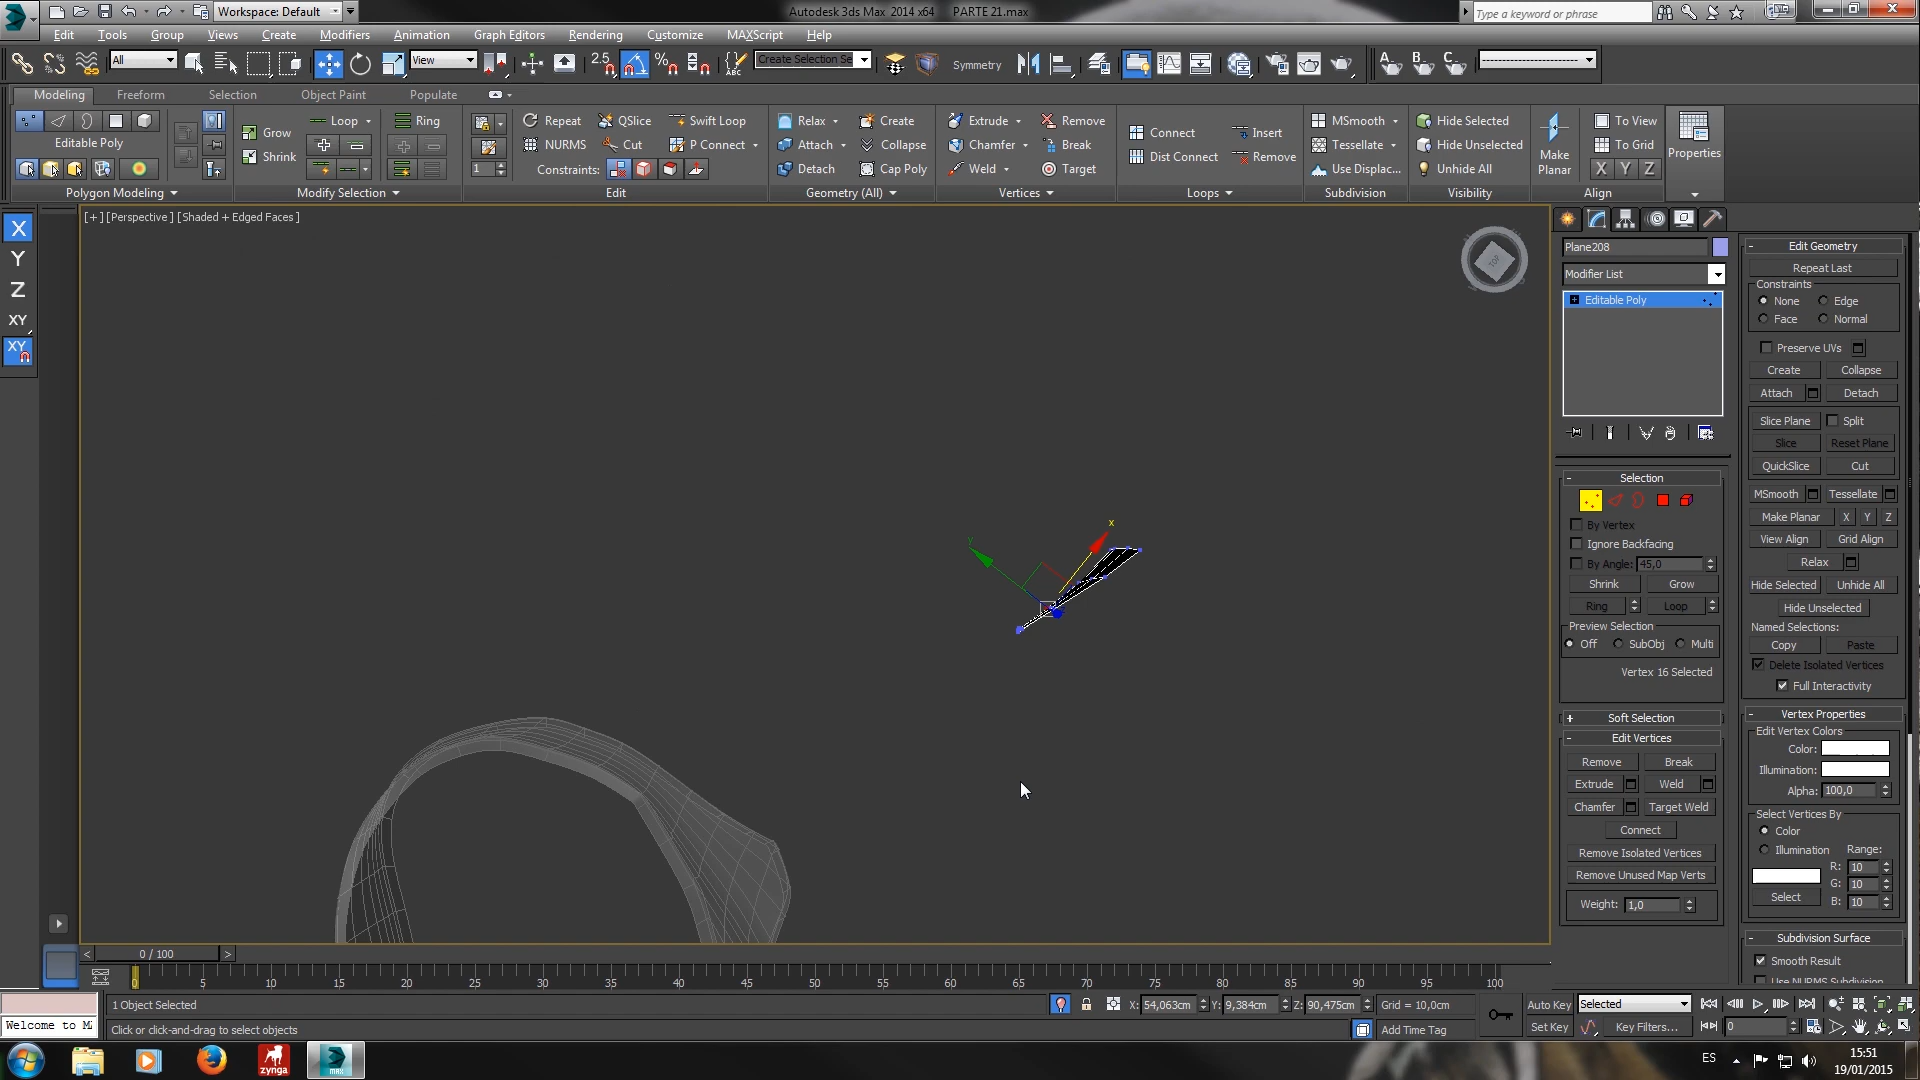 Workspace: Default
Autodesk 3ds Max 2014 x64 PARTE 21.max
Type a keyword or phrase
Edit Tools Group Views Create Modifiers Animation Graph Editors Rendering Customize MAXScript Help
All View 2.5 Create Selection Se Symmetry
Modeling Freeform Selection Object Paint Populate
Loop Ring Repeat QSlice Swift Loop Relax Create Extrude Remove MSmooth Hide Selected To View
Grow Connect Insert
Editable Poly NURMS Cut P Connect Attach Collapse Chamfer Break Tessellate Hide Unselected To Grid
Shrink Dist Connect Remove Make Planar Properties
1 Constraints: Detach Cap Poly Weld Target Use Displac... Unhide All X Y Z
Polygon Modeling Modify Selection Edit Geometry (All) Vertices Loops Subdivision Visibility Align
[+] [Perspective] [Shaded + Edged Faces]
X
Y
Z
XY
XY
TOP
x
y
Plane208
Modifier List
Editable Poly
Selection
By Vertex
Ignore Backfacing
By Angle: 45,0
Shrink Grow
Ring Loop
Preview Selection
Off SubObj Multi
Vertex 16 Selected
Soft Selection
Edit Vertices
Remove Break
Extrude Weld
Chamfer Target Weld
Connect
Remove Isolated Vertices
Remove Unused Map Verts
Weight: 1,0
Edit Geometry
Repeat Last
Constraints
None Edge
Face Normal
Preserve UVs
Create Collapse
Attach Detach
Slice Plane Split
Slice Reset Plane
QuickSlice Cut
MSmooth Tessellate
Make Planar X Y Z
View Align Grid Align
Relax
Hide Selected Unhide All
Hide Unselected
Named Selections:
Copy Paste
Delete Isolated Vertices
Full Interactivity
Vertex Properties
Edit Vertex Colors
Color:
Illumination:
Alpha: 100,0
Select Vertices By
Color
Illumination Range:
R: 10
G: 10
Select B: 10
Subdivision Surface
Smooth Result
Use NURMS Subdivision
< 0 / 100 >
0 5 10 15 20 25 30 35 40 45 50 55 60 65 70 75 80 85 90 95 100
1 Object Selected X: 54,063cm Y: 9,384cm Z: 90,475cm Grid = 10,0cm Auto Key Selected
Welcome to M
Click or click-and-drag to select objects Add Time Tag Set Key Key Filters... 0
zynga MAX
ES 15:51
19/01/2015